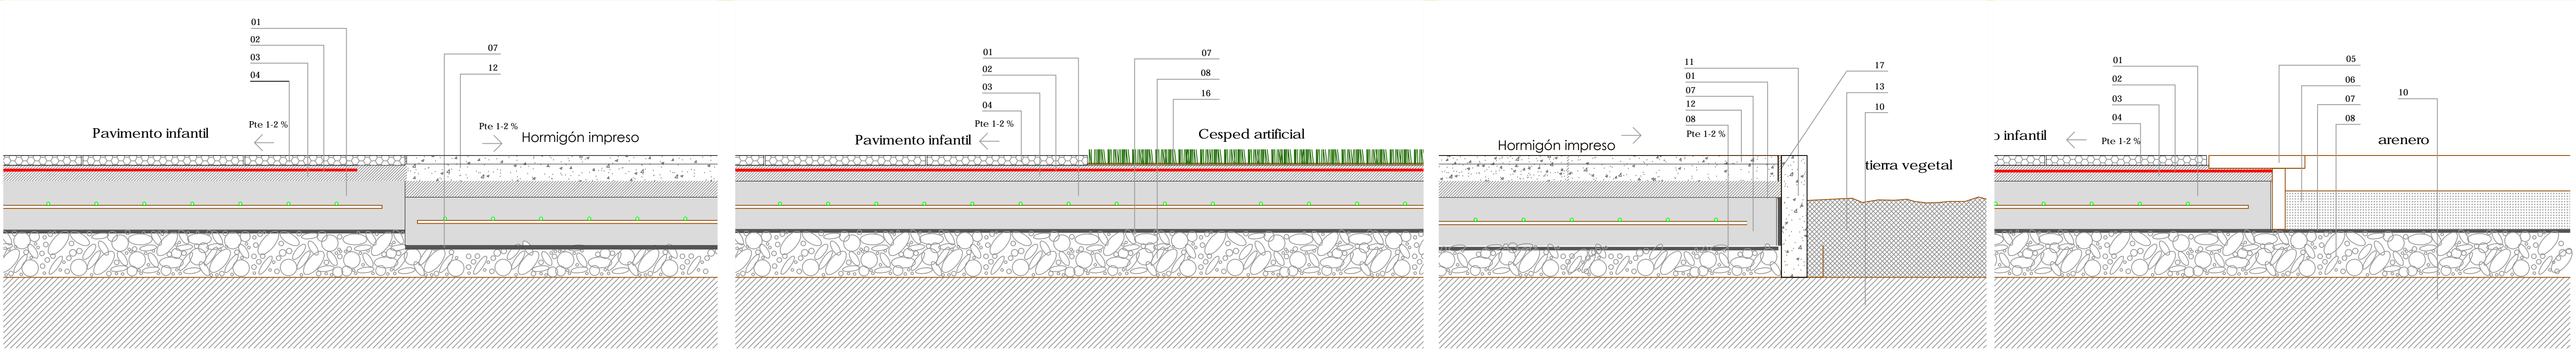 01
02
03
04
07
12
Pavimento infantil
Pte 1-2 %
Pte 1-2 %
Hormigón impreso
01
02
03
04
07
08
16
Pavimento infantil
Pte 1-2 %
Cesped artificial
11
01
07
12
08
17
13
10
Hormigón impreso
Pte 1-2 %
tierra vegetal
01
02
03
04
05
06
07
08
10
o infantil
Pte 1-2 %
arenero